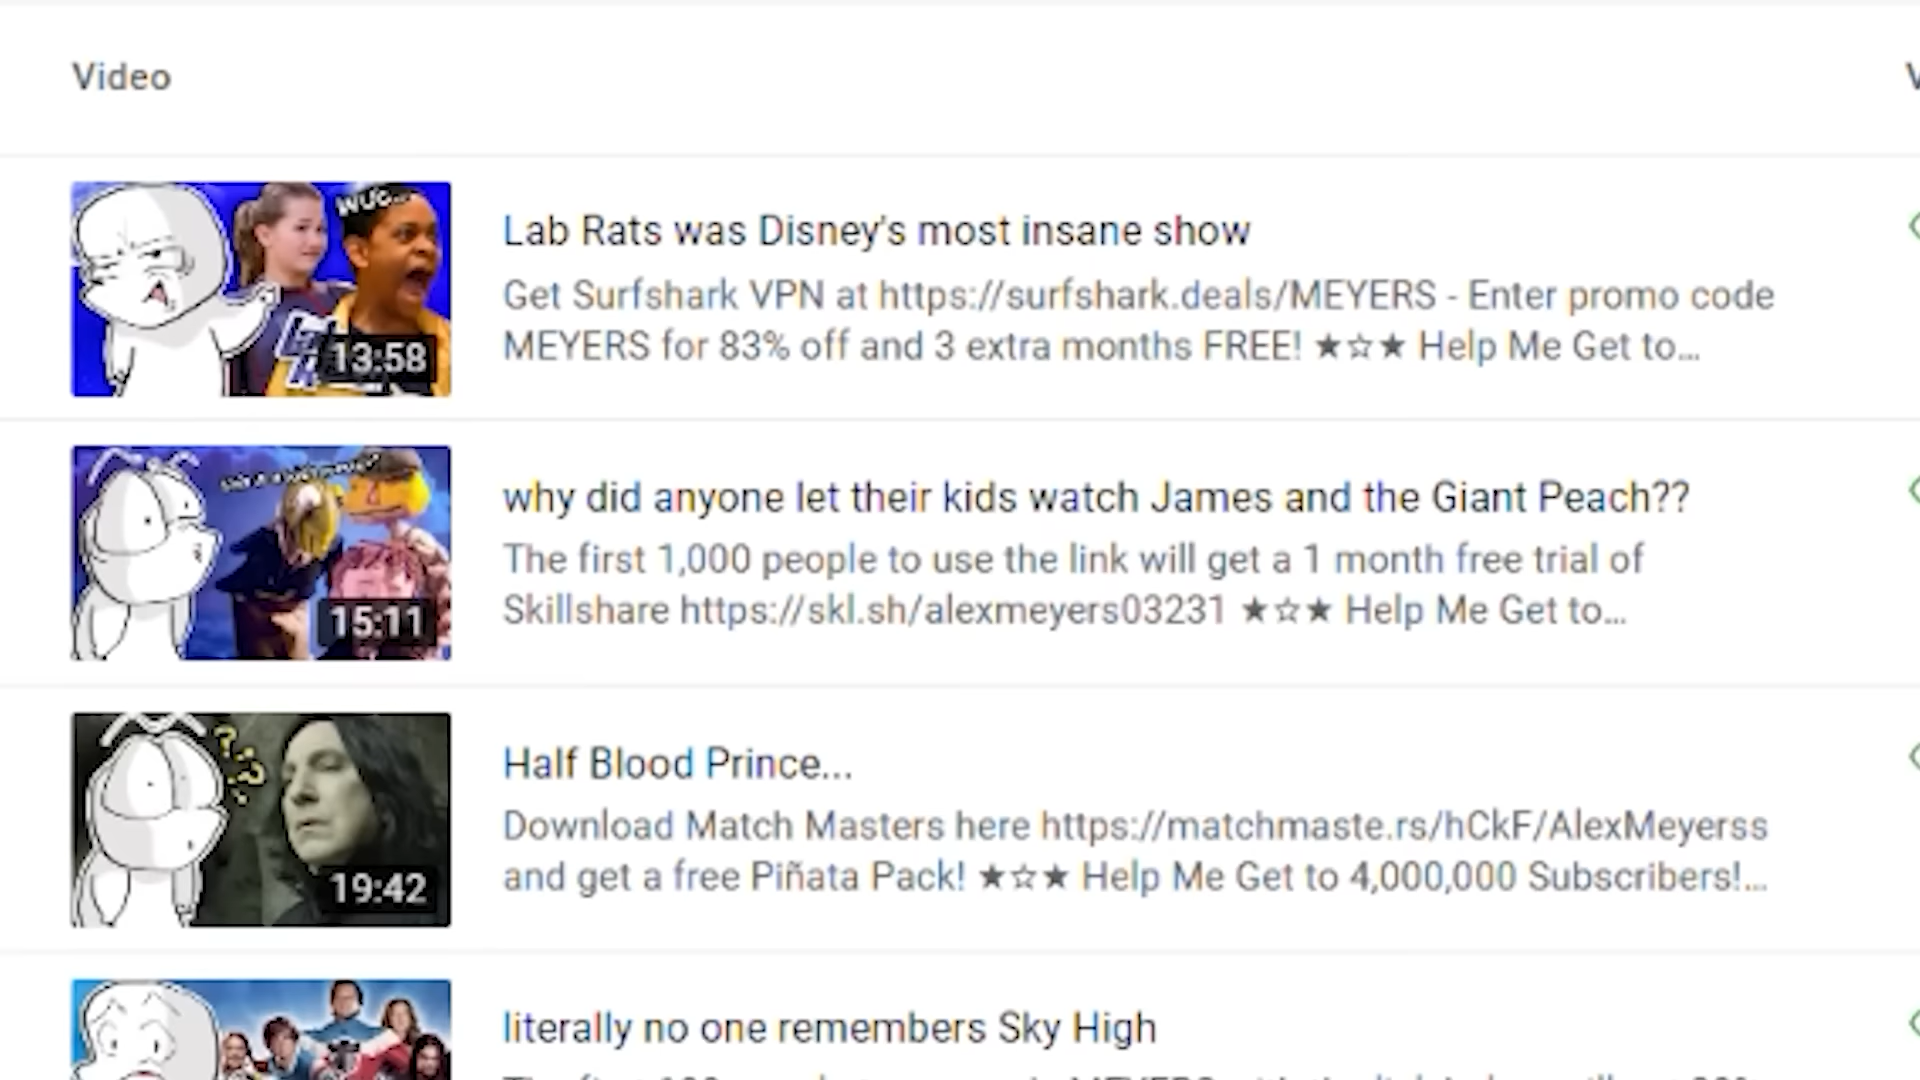 Video
WUG...
Lab Rats was Disney's most insane show
Get Surfshark VPN at https://surfshark.deals/MEYERS - Enter promo code
MEYERS for 83% off and 3 extra months FREE! ★☆★ Help Me Get to...
13:58
why did anyone let their kids watch James and the Giant Peach??
The first 1,000 people to use the link will get a 1 month free trial of
Skillshare https://skl.sh/alexmeyers03231 ★☆★ Help Me Get to...
15:11
Half Blood Prince...
Download Match Masters here https://matchmaste.rs/hCkF/AlexMeyerss
and get a free Piñata Pack! ★☆★ Help Me Get to 4,000,000 Subscribers!...
19:42
literally no one remembers Sky High